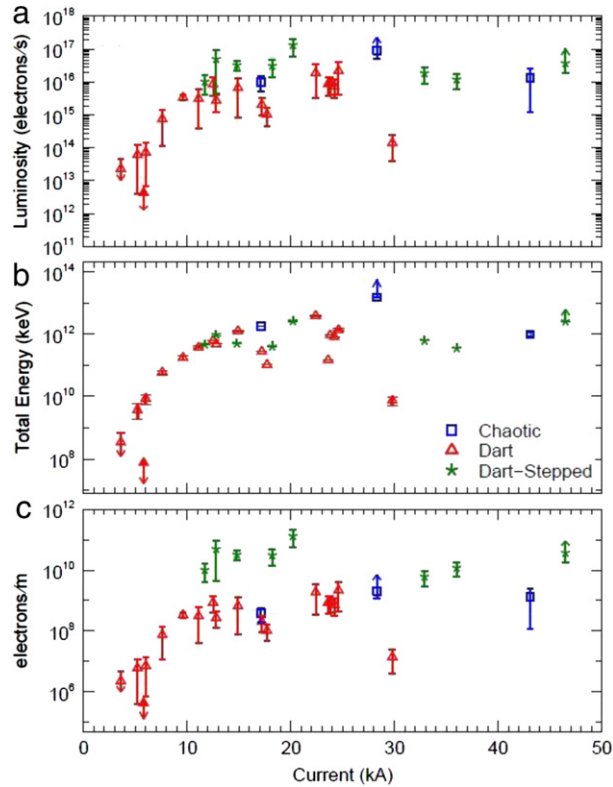 a
10^18
10^17
10^16
10^15
10^14
10^13
10^12
10^11
Luminosity (electrons/s)
b
10^14
10^12
10^10
10^8
Total Energy (keV)
Chaotic
Dart
Dart-Stepped
c
10^12
10^10
10^8
10^6
electrons/m
0 10 20 30 40 50
Current (kA)